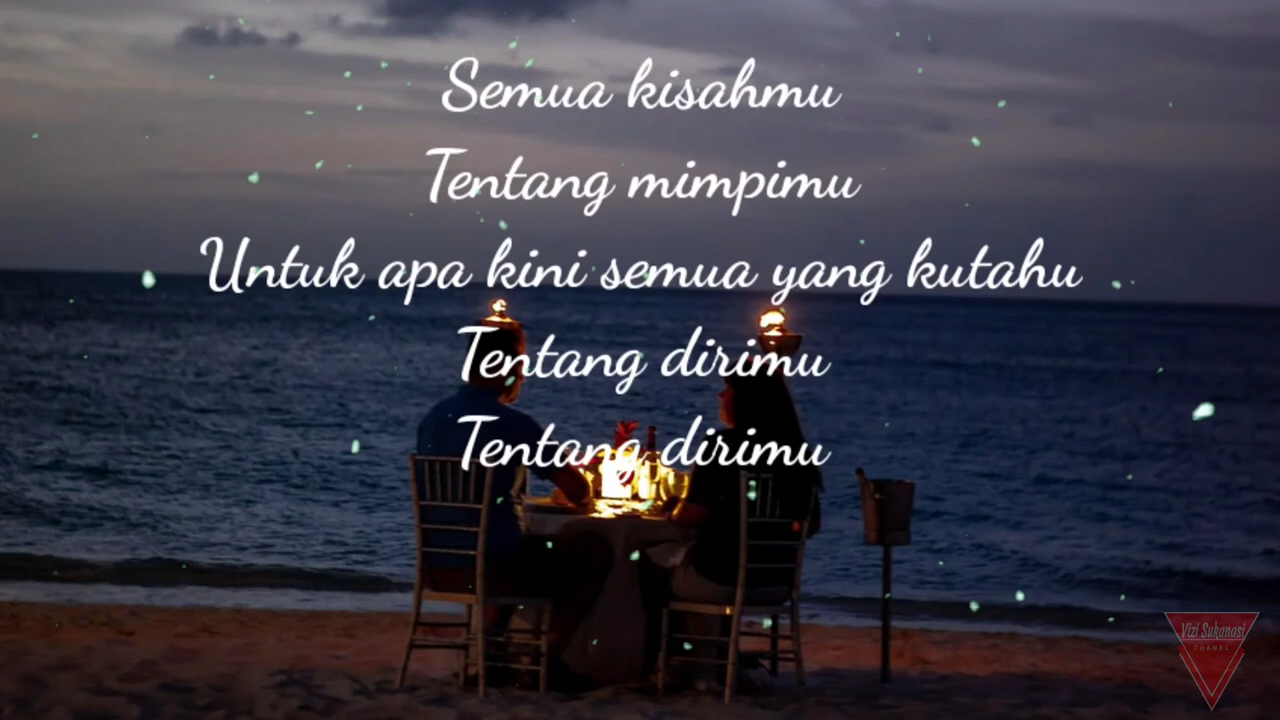 Semua kisahmu
Tentang mimpimu
Untuk apa kini semua yang kutahu
Tentang dirimu
Tentang dirimu
Vizi Sukanasi
CHANEL